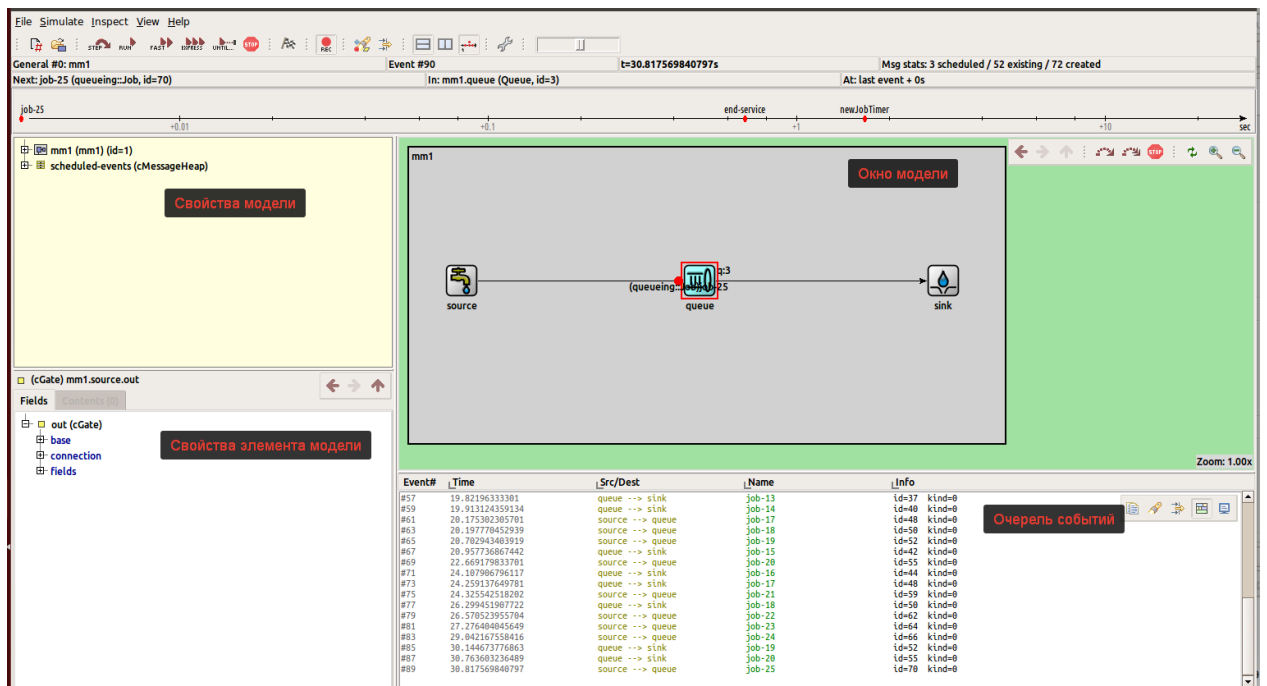 File Simulate Inspect View Help
STEP RUN FAST EXPRESS UNTIL... STOP REC
General #0: mm1 Event #90 t=30.817569840797s Msg stats: 3 scheduled / 52 existing / 72 created
Next: job-25 (queueing::Job, id=70) In: mm1.queue (Queue, id=3) At: last event + 0s
job-25 end-service newJobTimer
+0.01 +0.1 +1 +10 sec
mm1 (mm1) (id=1)
scheduled-events (cMessageHeap)
Свойства модели
mm1
Окно модели
STOP
q:3
(queueing::Job)job-25
source queue sink
Zoom: 1.00x
(cGate) mm1.source.out
Fields Contents (0)
out (cGate)
base
connection
fields
Свойства элемента модели
Event# Time Src/Dest Name Info
#57 19.82196333301 queue --> sink job-13 id=37 kind=0
#59 19.913124359134 queue --> sink job-14 id=40 kind=0
#61 20.175302305701 source --> queue job-17 id=48 kind=0
#63 20.197770452939 source --> queue job-18 id=50 kind=0
#65 20.702943403919 source --> queue job-19 id=52 kind=0
#67 20.957736867442 queue --> sink job-15 id=42 kind=0
#69 22.669179833701 source --> queue job-20 id=55 kind=0
#71 24.107906796117 queue --> sink job-16 id=44 kind=0
#73 24.259137649781 queue --> sink job-17 id=48 kind=0
#75 24.325542518202 source --> queue job-21 id=59 kind=0
#77 26.299451907722 queue --> sink job-18 id=50 kind=0
#79 26.570523955704 source --> queue job-22 id=62 kind=0
#81 27.276404045649 source --> queue job-23 id=64 kind=0
#83 29.042167558416 source --> queue job-24 id=66 kind=0
#85 30.144673776863 queue --> sink job-19 id=52 kind=0
#87 30.763603236489 queue --> sink job-20 id=55 kind=0
#89 30.817569840797 source --> queue job-25 id=70 kind=0
Очерель событий